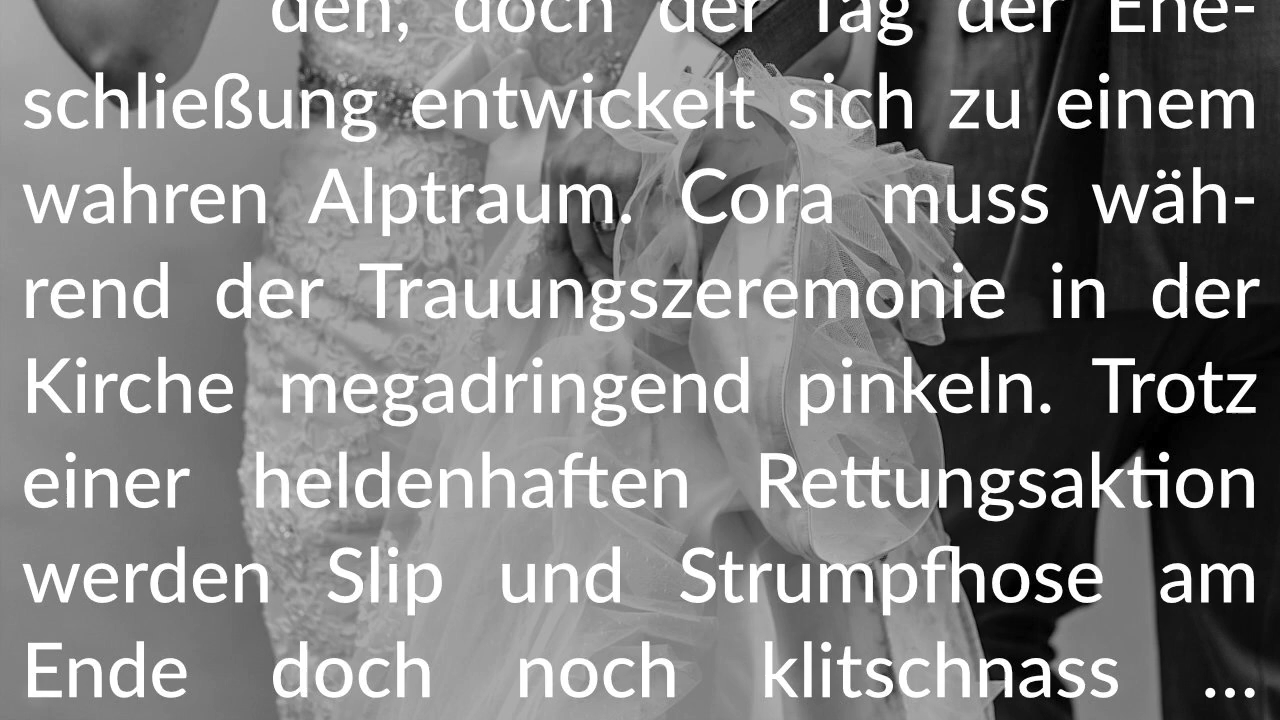 den, doch der Tag der Ehe-
schließung entwickelt sich zu einem
wahren Alptraum. Cora muss wäh-
rend der Trauungszeremonie in der
Kirche megadringend pinkeln. Trotz
einer heldenhaften Rettungsaktion
werden Slip und Strumpfhose am
Ende doch noch klitschnass ...